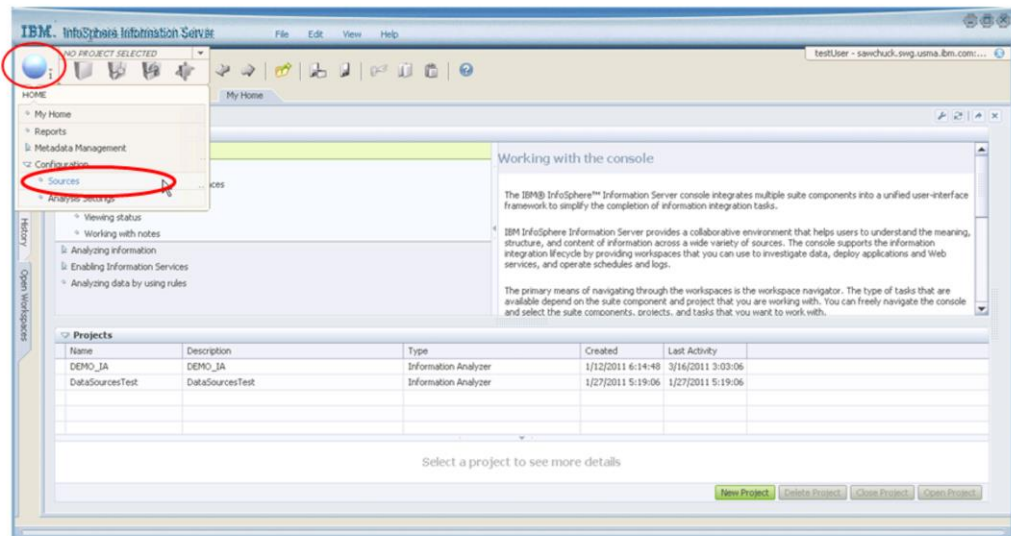 IBM. InfoSphere Information Server File Edit View Help
NO PROJECT SELECTED
testUser - sawchuck.swg.usma.ibm.com:...
HOME
My Home
My Home
Reports
Metadata Management
Configuration
Sources
Analysis Settings
Viewing status
Working with notes
Analyzing information
Enabling Information Services
Analyzing data by using rules
History
Open Workspaces
Working with the console
The IBM® InfoSphere™ Information Server console integrates multiple suite components into a unified user-interface
framework to simplify the completion of information integration tasks.
IBM InfoSphere Information Server provides a collaborative environment that helps users to understand the meaning,
structure, and content of information across a wide variety of sources. The console supports the information
integration lifecycle by providing workspaces that you can use to investigate data, deploy applications and Web
services, and operate schedules and logs.
The primary means of navigating through the workspaces is the workspace navigator. The type of tasks that are
available depend on the suite component and project that you are working with. You can freely navigate the console
and select the suite components, projects, and tasks that you want to work with.
Projects
Name Description Type Created Last Activity
DEMO_IA DEMO_IA Information Analyzer 1/12/2011 6:14:48 3/16/2011 3:03:06
DataSourcesTest DataSourcesTest Information Analyzer 1/27/2011 5:19:06 1/27/2011 5:19:06
Select a project to see more details
New Project Delete Project Close Project Open Project